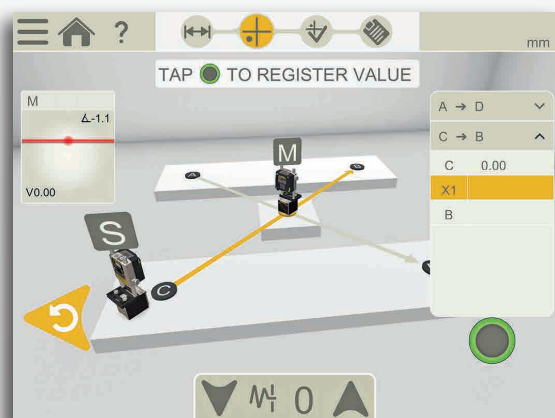 ?
mm
TAP TO REGISTER VALUE
M
∡-1.1
V0.00
A → D
C → B
C 0.00
X1
B
M
A
B
S
C
0